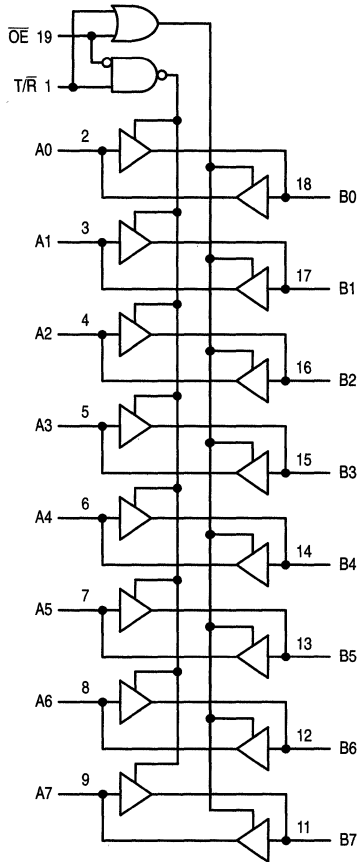 O̅E̅ 19
T/R̅ 1
A0 2
18 B0
A1 3
17 B1
A2 4
16 B2
A3 5
15 B3
A4 6
14 B4
A5 7
13 B5
A6 8
12 B6
A7 9
11 B7